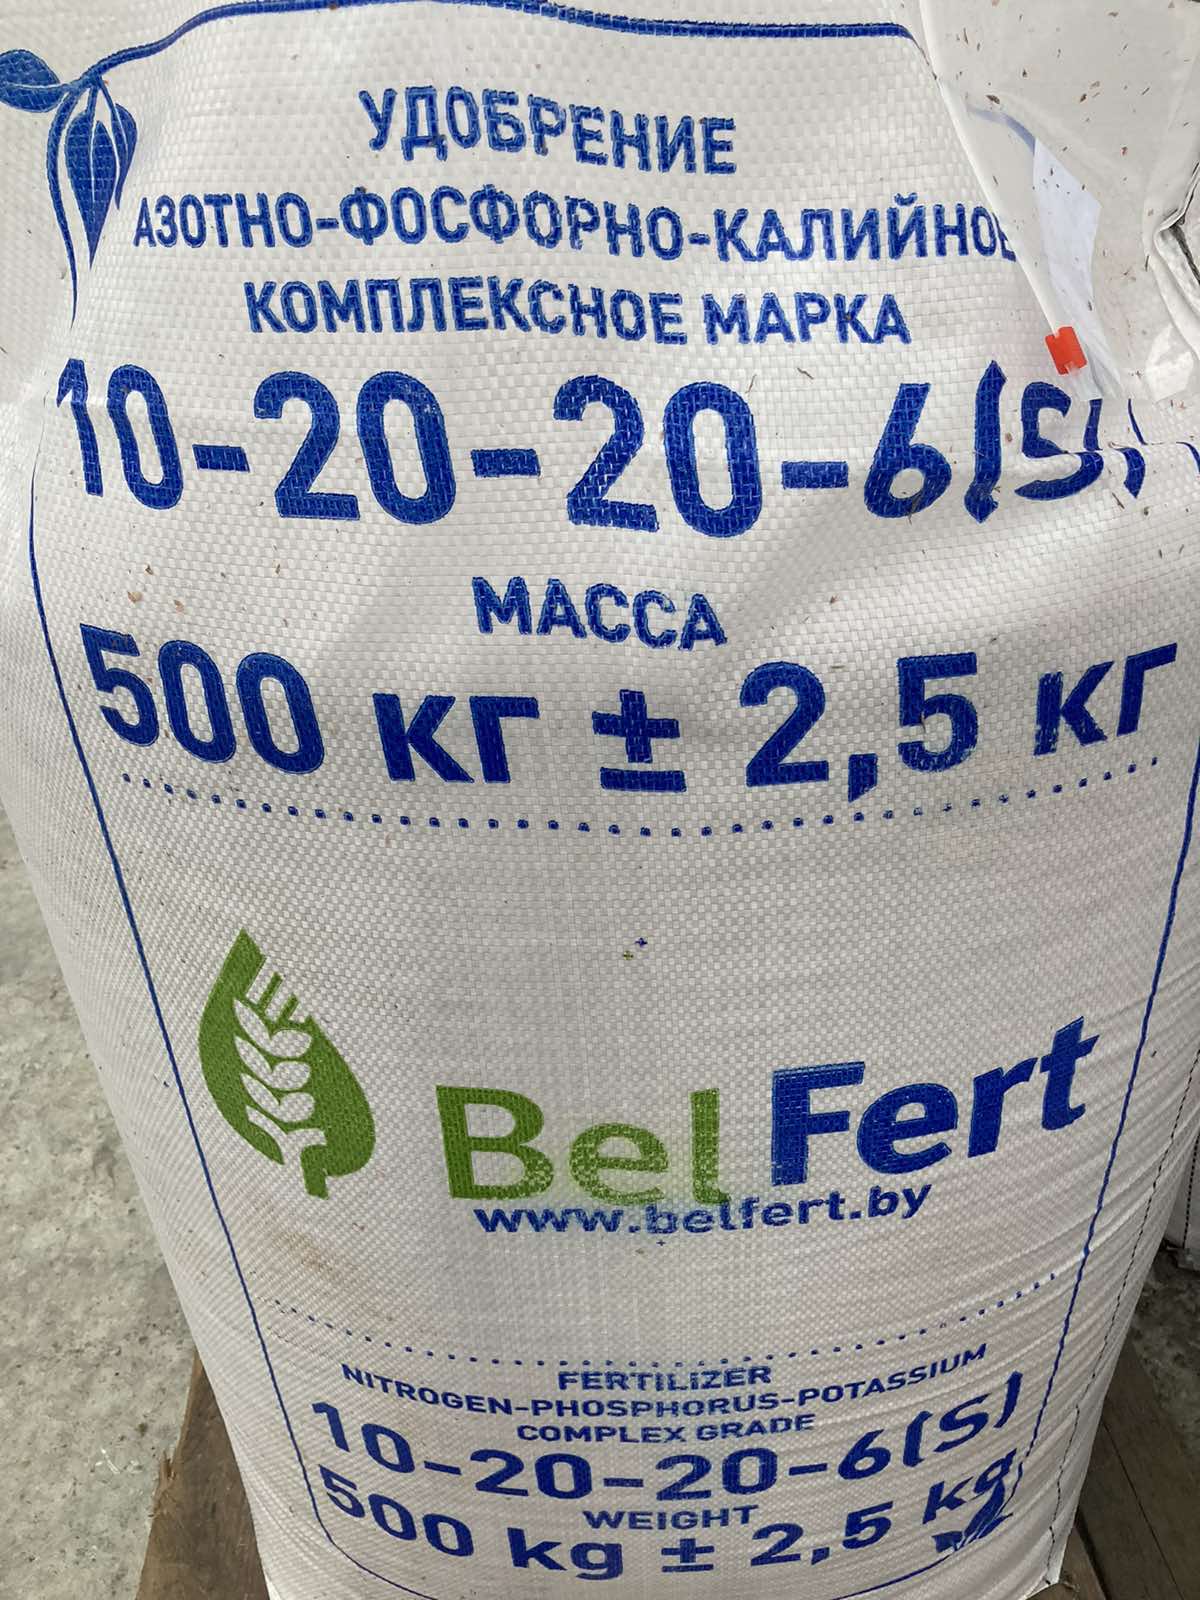 УДОБРЕНИЕ
АЗОТНО-ФОСФОРНО-КАЛИЙНОЕ
КОМПЛЕКСНОЕ МАРКА
10-20-20-6(S)
МАССА
500 кг ± 2,5 кг
BelFert
www.belfert.by
FERTILIZER
NITROGEN-PHOSPHORUS-POTASSIUM
COMPLEX GRADE
10-20-20-6(S)
WEIGHT
500 kg ± 2,5 kg